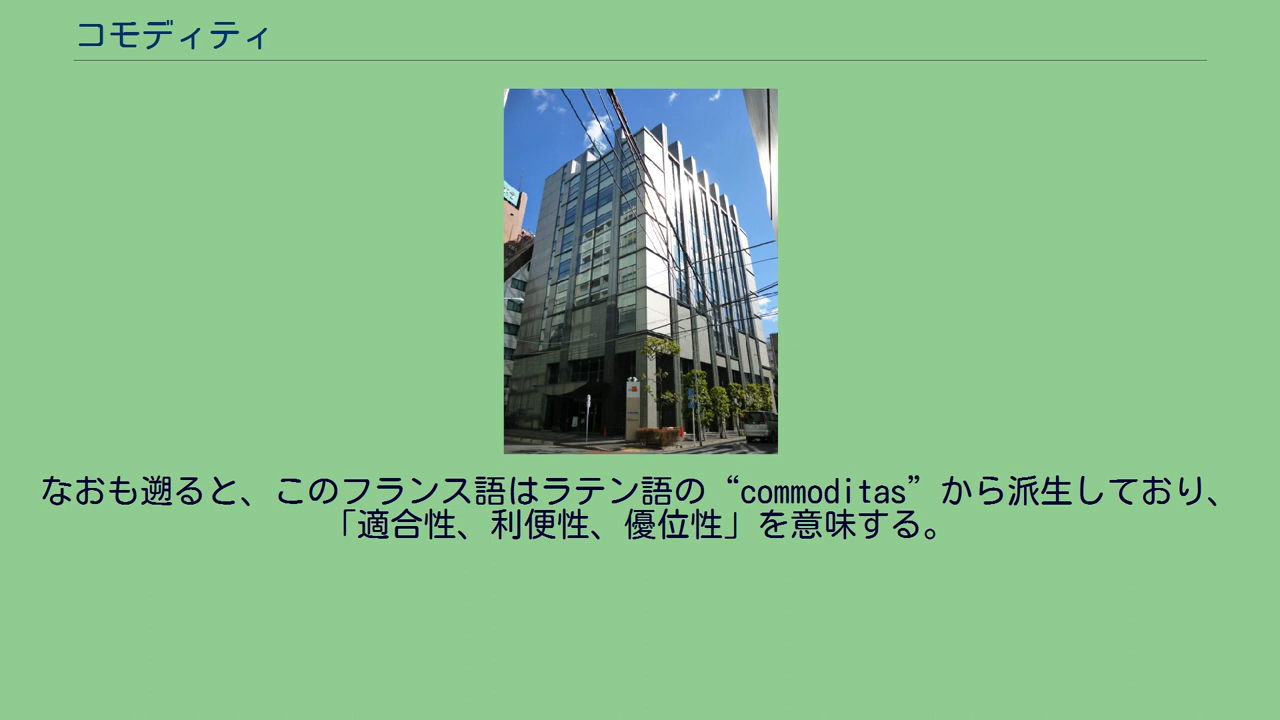 コモディティ
なおも遡ると、このフランス語はラテン語の“commoditas”から派生しており、
「適合性、利便性、優位性」を意味する。